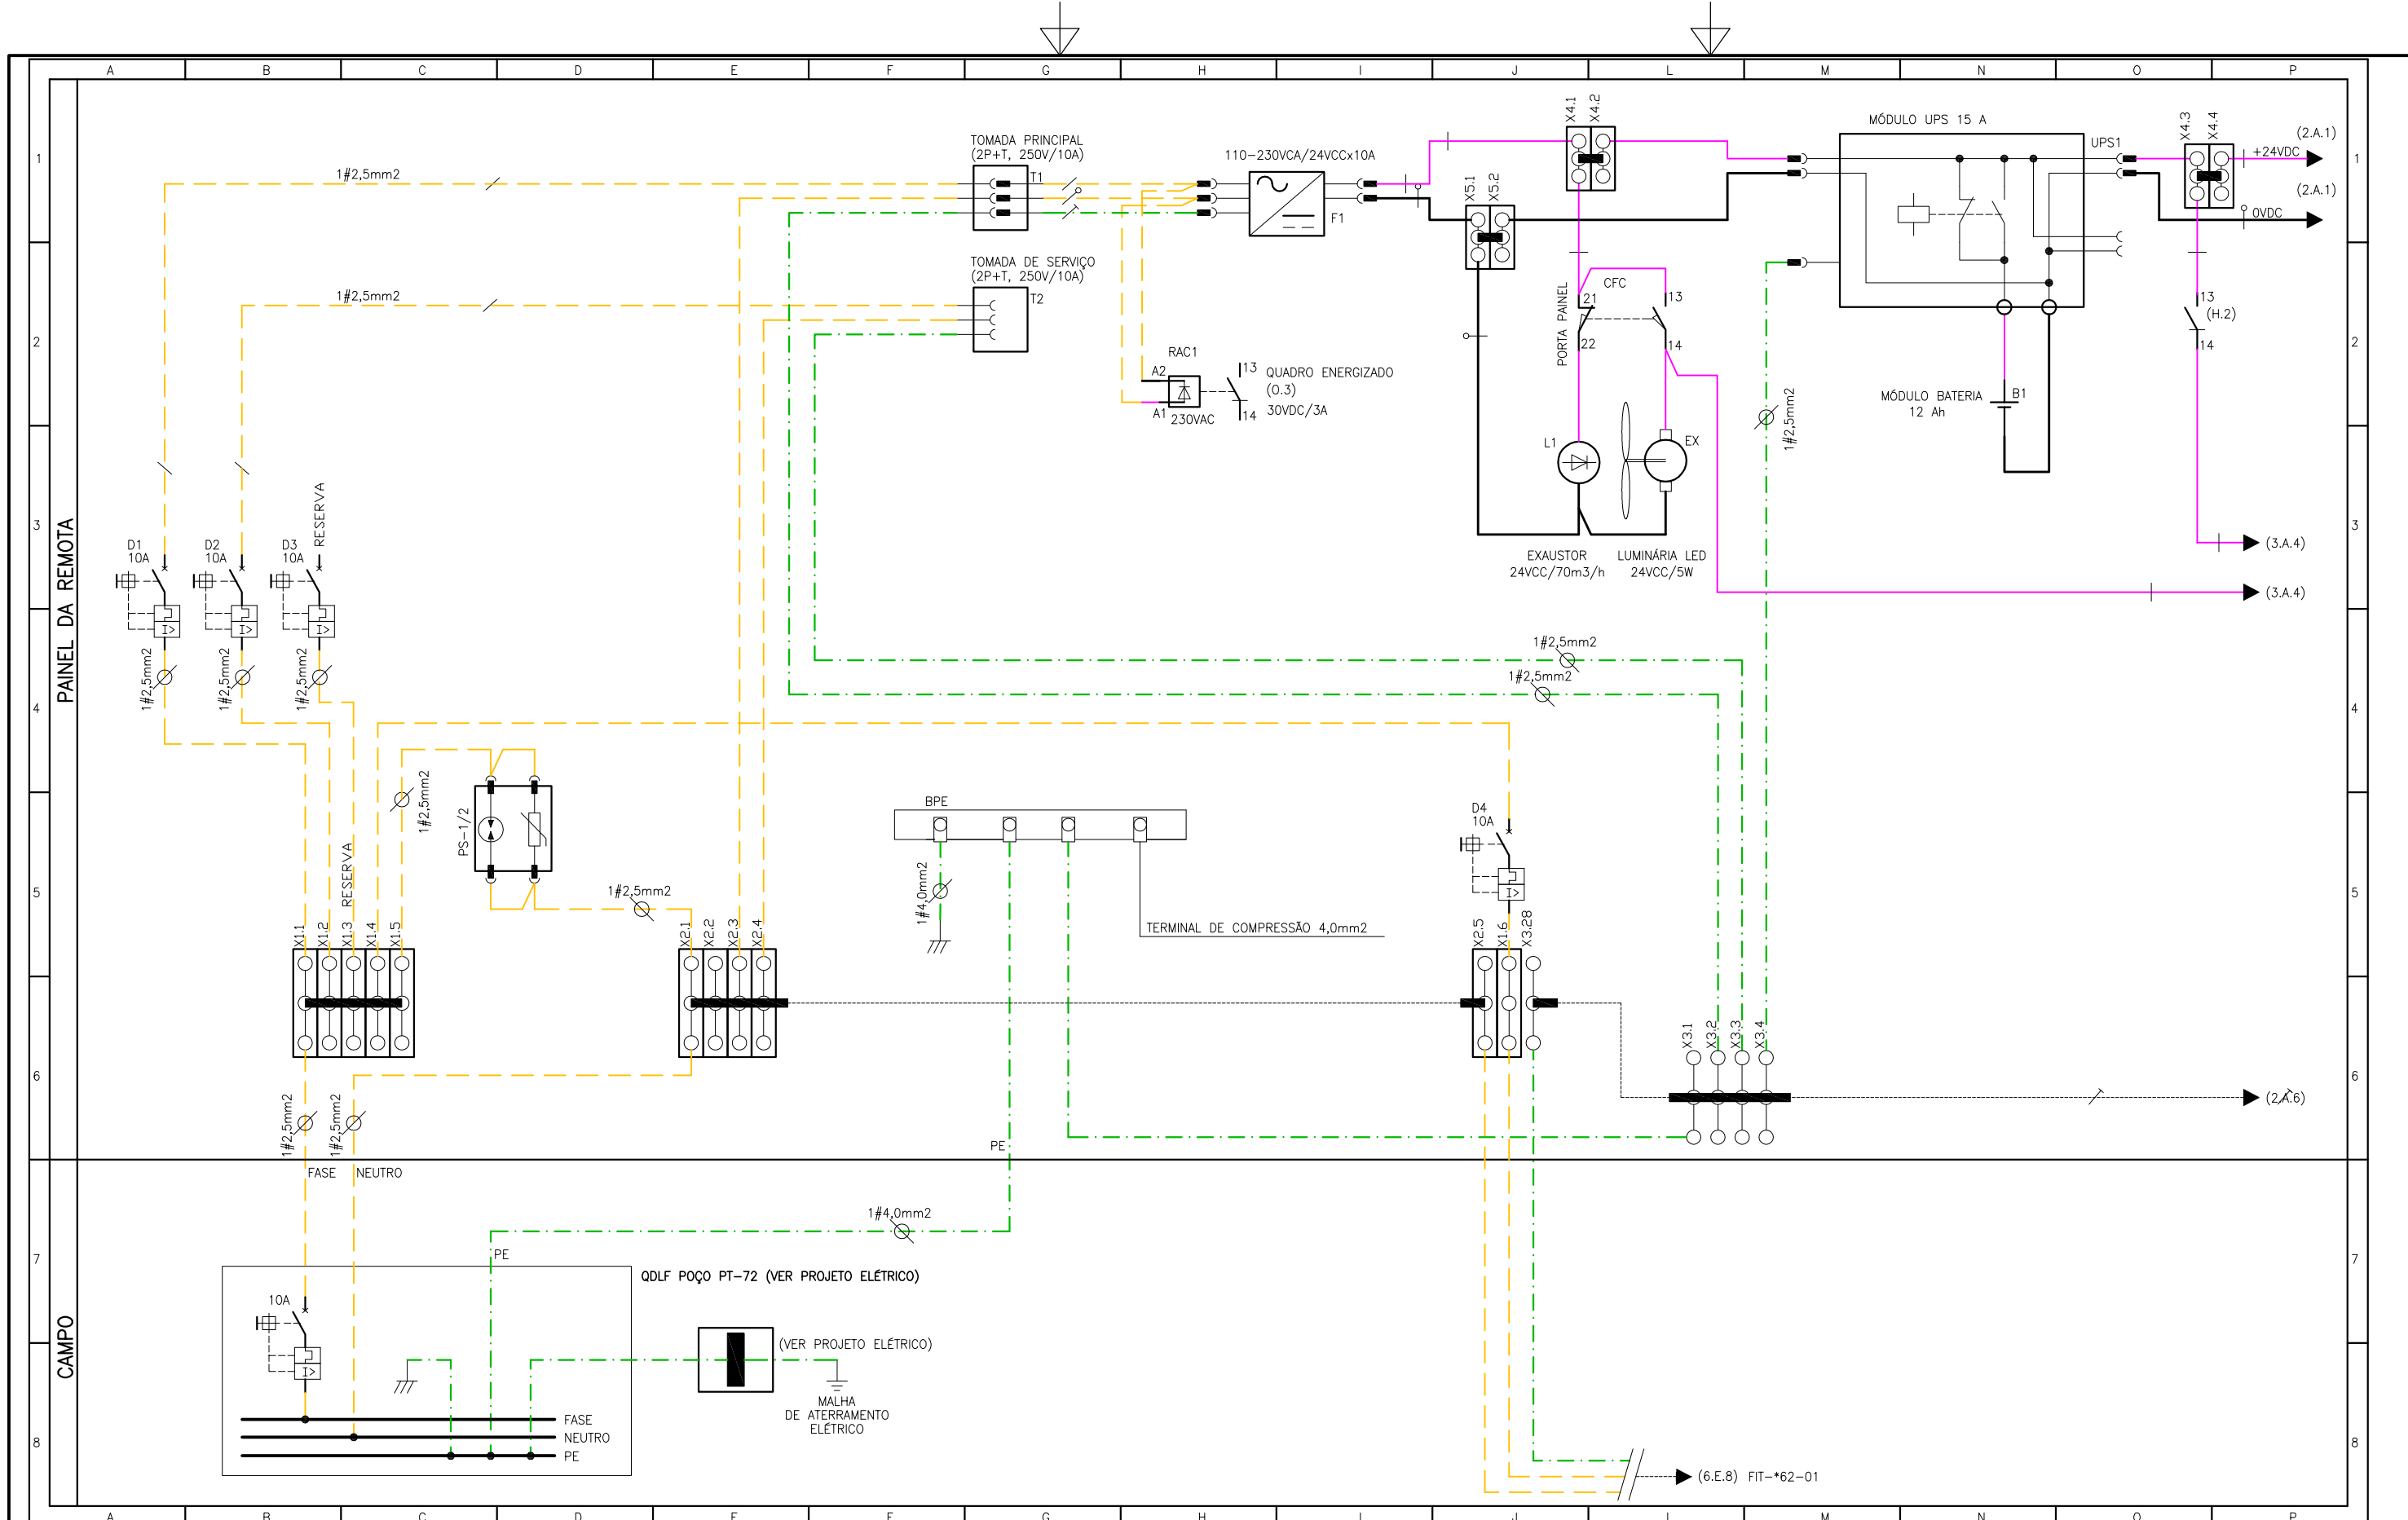 A B C D E F G H I J L M N O P
PAINEL DA REMOTA
CAMPO
1
2
3
4
5
6
7
8
1
2
3
4
5
6
7
8
1#2,5mm2
1#2,5mm2
TOMADA PRINCIPAL
(2P+T, 250V/10A)
T1
TOMADA DE SERVIÇO
(2P+T, 250V/10A)
T2
110-230VCA/24VCCx10A
F1
X4.1
X4.2
X5.1
X5.2
MÓDULO UPS 15 A
UPS1
X4.3
X4.4
(2.A.1)
+24VDC
(2.A.1)
0VDC
13
(H.2)
14
RAC1
A2
A1
230VAC
13
14
QUADRO ENERGIZADO
(0.3)
30VDC/3A
PORTA PAINEL
CFC
21
22
13
14
L1
EX
EXAUSTOR
24VCC/70m3/h
LUMINÁRIA LED
24VCC/5W
1#2,5mm2
MÓDULO BATERIA
12 Ah
B1
(3.A.4)
(3.A.4)
D1
10A
I>
D2
10A
I>
D3
10A
I>
RESERVA
1#2,5mm2
1#2,5mm2
1#2,5mm2
1#2,5mm2
1#2,5mm2
1#2,5mm2
PS-1/2
1#2,5mm2
BPE
1#4,0mm2
TERMINAL DE COMPRESSÃO 4,0mm2
D4
10A
I>
X1.1
X1.2
X1.3 RESERVA
X1.4
X1.5
X2.1
X2.2
X2.3
X2.4
X2.5
X1.6
X3.28
X3.1
X3.2
X3.3
X3.4
(2.A.6)
1#2,5mm2
1#2,5mm2
PE
FASE
NEUTRO
1#4,0mm2
PE
QDLF POÇO PT-72 (VER PROJETO ELÉTRICO)
10A
I>
(VER PROJETO ELÉTRICO)
MALHA
DE ATERRAMENTO
ELÉTRICO
FASE
NEUTRO
PE
(6.E.8) FIT-*62-01
A B C D E F G H I J L M N O P